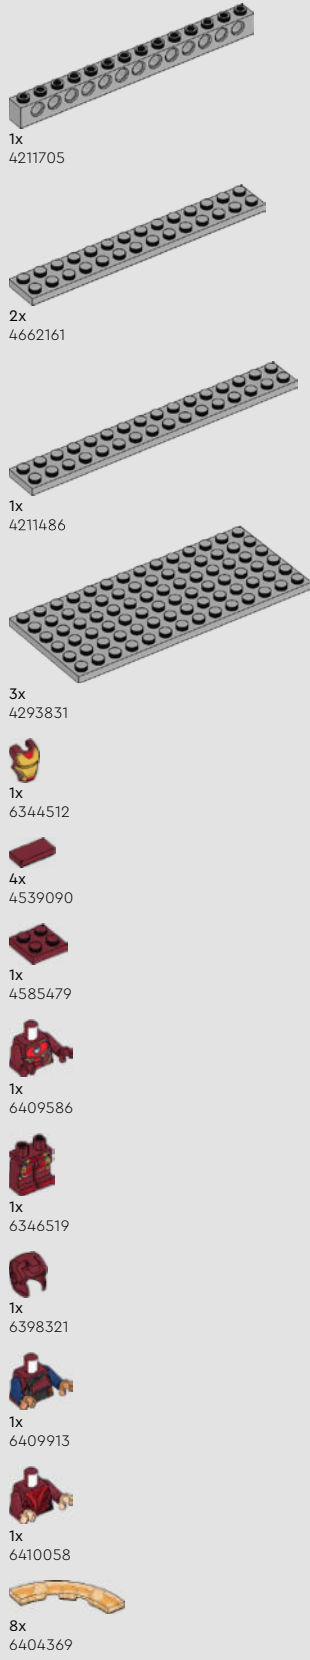 1x
4211705
2x
4662161
1x
4211486
3x
4293831
1x
6344512
4x
4539090
1x
4585479
1x
6409586
1x
6346519
1x
6398321
1x
6409913
1x
6410058
8x
6404369